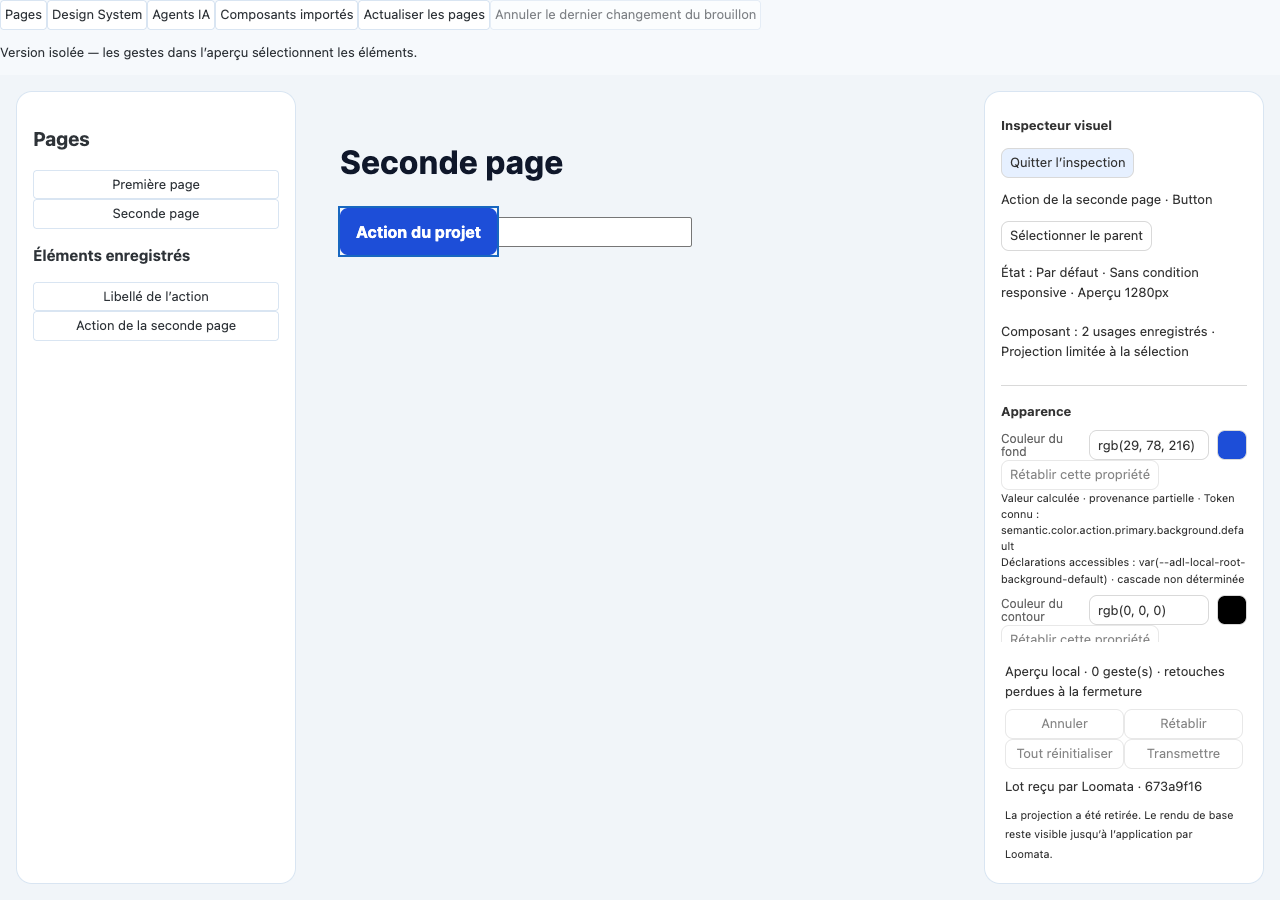 Pages
Design System
Agents IA
Composants importés
Actualiser les pages
Annuler le dernier changement du brouillon
Version isolée — les gestes dans l’aperçu sélectionnent les éléments.
Pages
Première page
Seconde page
Éléments enregistrés
Libellé de l’action
Action de la seconde page
Seconde page
Action du projet
Inspecteur visuel
Quitter l’inspection
Action de la seconde page · Button
Sélectionner le parent
État : Par défaut · Sans condition
responsive · Aperçu 1280px
Composant : 2 usages enregistrés ·
Projection limitée à la sélection
Apparence
Couleur du
fond
rgb(29, 78, 216)
Rétablir cette propriété
Valeur calculée · provenance partielle · Token
connu :
semantic.color.action.primary.background.defa
ult
Déclarations accessibles : var(--adl-local-root-
background-default) · cascade non déterminée
Couleur du
contour
rgb(0, 0, 0)
Rétablir cette propriété
Aperçu local · 0 geste(s) · retouches
perdues à la fermeture
Annuler
Rétablir
Tout réinitialiser
Transmettre
Lot reçu par Loomata · 673a9f16
La projection a été retirée. Le rendu de base
reste visible jusqu’à l’application par
Loomata.